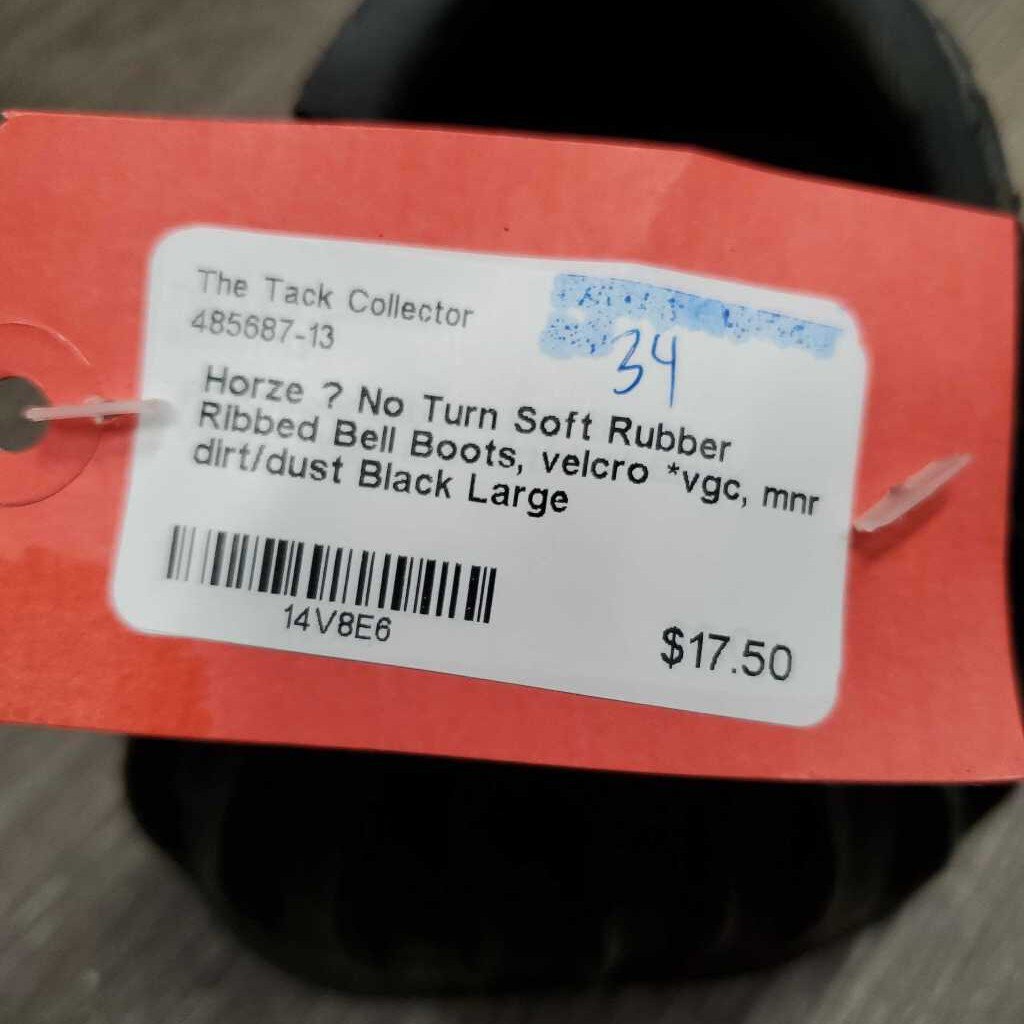 The Tack Collector
485687-13
34
Horze ? No Turn Soft Rubber
Ribbed Bell Boots, velcro *vgc, mnr
dirt/dust Black Large
14V8E6
$17.50